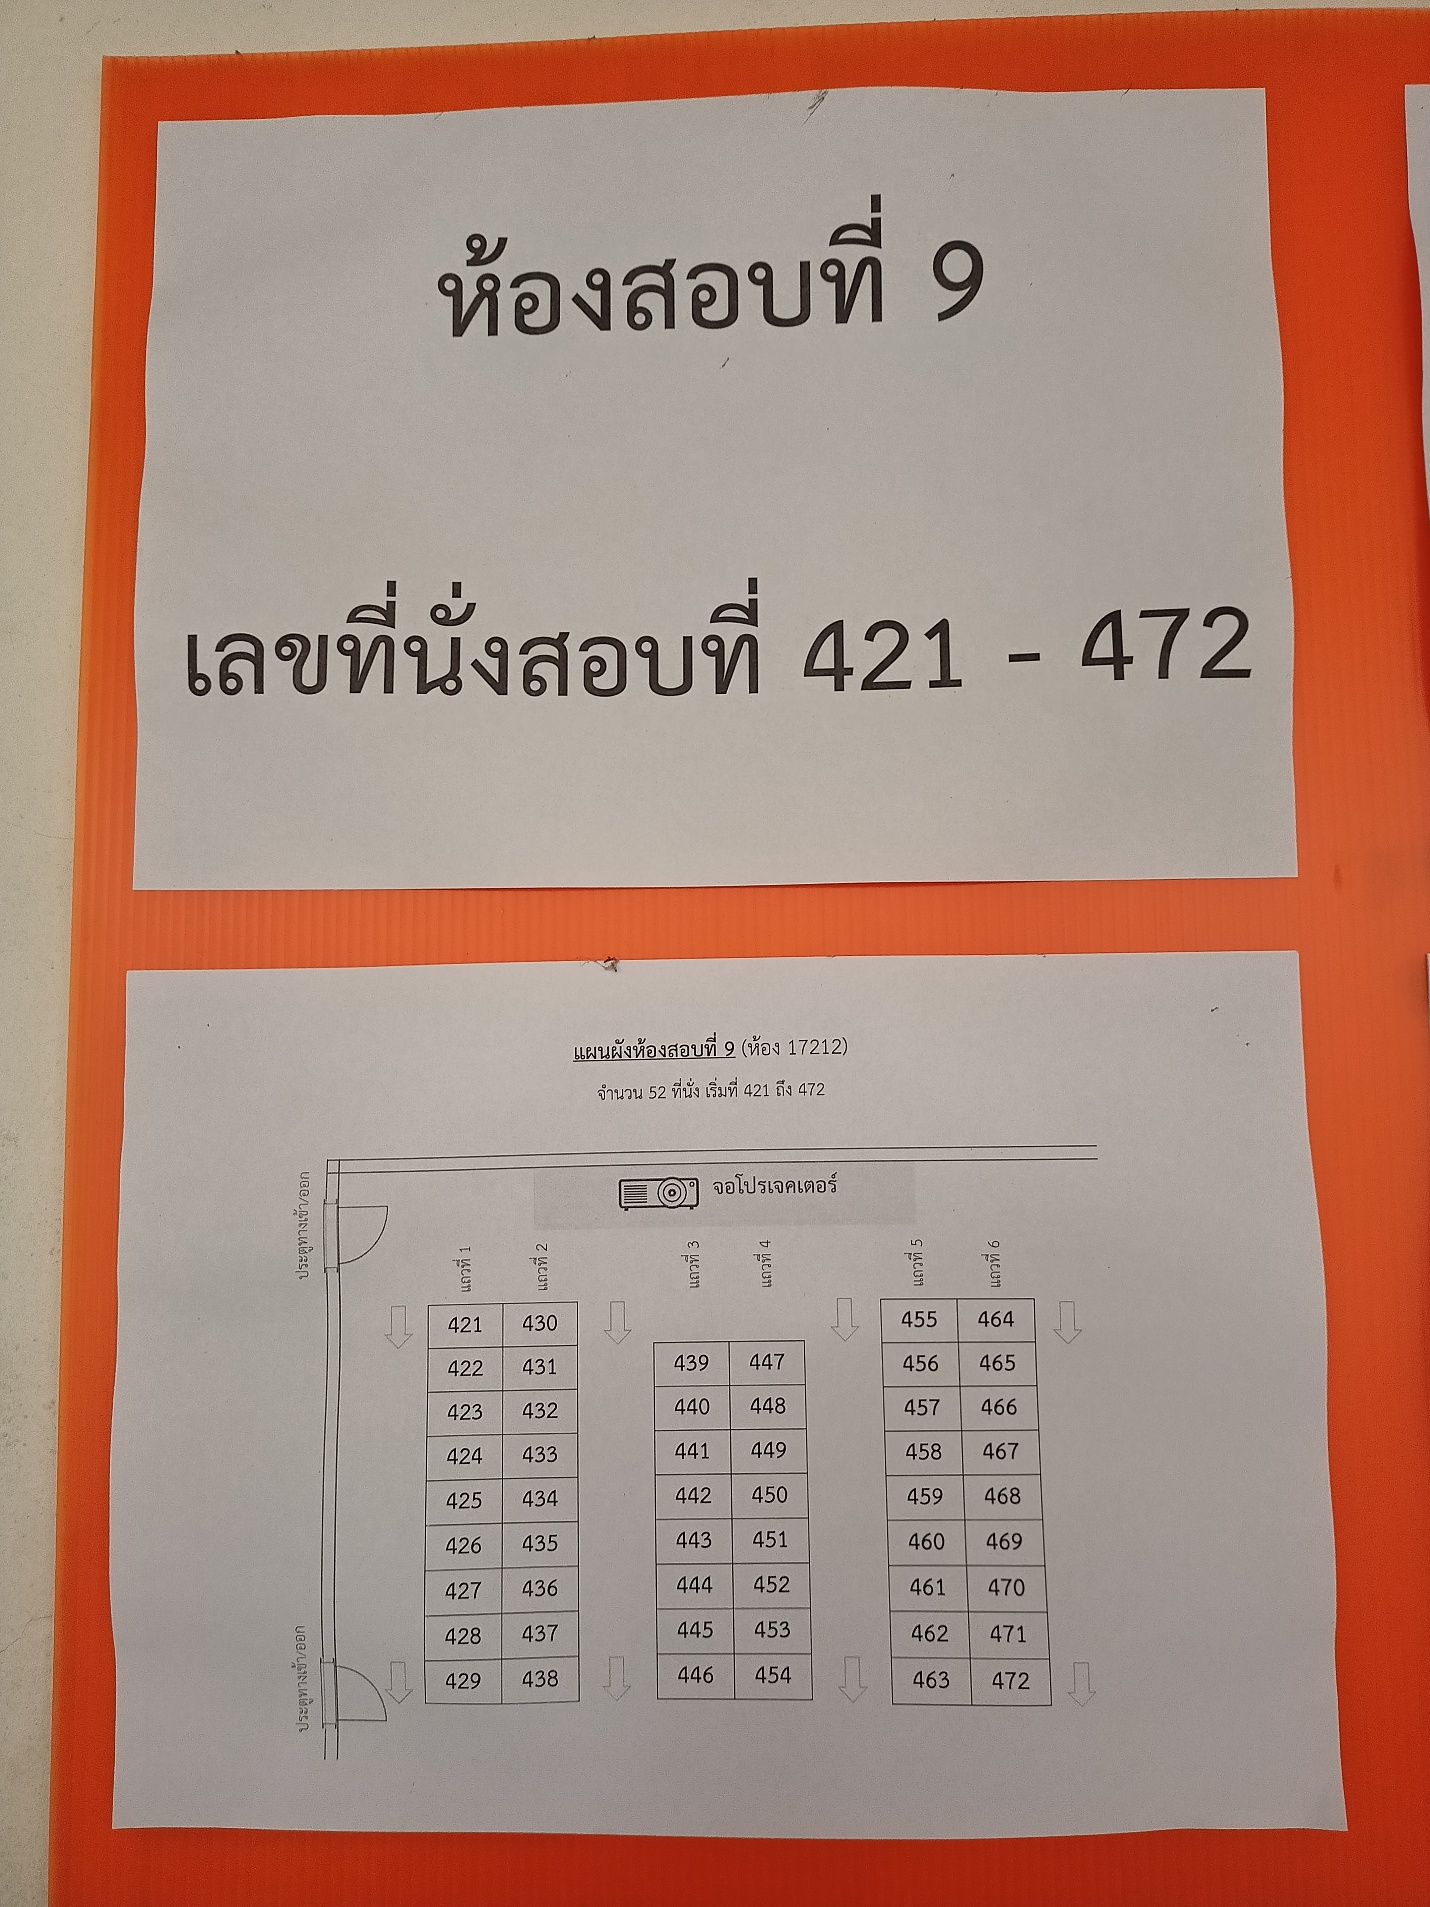 ห้องสอบที่ 9
เลขที่นั่งสอบที่ 421 - 472
แผนผังห้องสอบที่ 9 (ห้อง 17212)
จำนวน 52 ที่นั่ง เริ่มที่ 421 ถึง 472
ประตูทางเข้า/ออก
จอโปรเจคเตอร์
แถวที่ 1 แถวที่ 2 แถวที่ 3 แถวที่ 4 แถวที่ 5 แถวที่ 6
421 430 455 464
422 431 439 447 456 465
423 432 440 448 457 466
424 433 441 449 458 467
425 434 442 450 459 468
426 435 443 451 460 469
427 436 444 452 461 470
428 437 445 453 462 471
429 438 446 454 463 472
ประตูทางเข้า/ออก